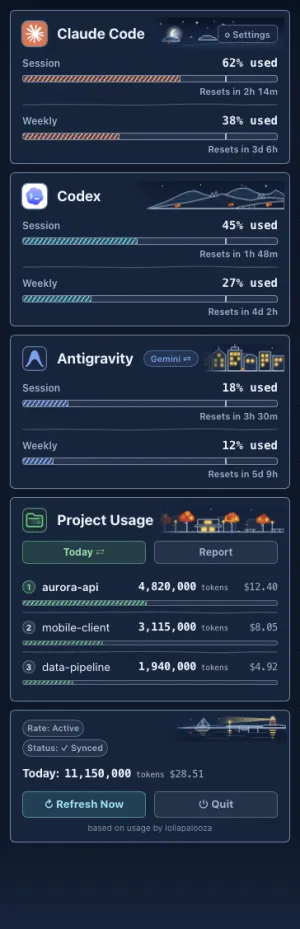 Claude Code
⚙ Settings
Session 62% used
Resets in 2h 14m
Weekly 38% used
Resets in 3d 6h
Codex
Session 45% used
Resets in 1h 48m
Weekly 27% used
Resets in 4d 2h
Antigravity Gemini ⇄
Session 18% used
Resets in 3h 30m
Weekly 12% used
Resets in 5d 9h
Project Usage
Today ⇄ Report
1 aurora-api 4,820,000 tokens $12.40
2 mobile-client 3,115,000 tokens $8.05
3 data-pipeline 1,940,000 tokens $4.92
Rate: Active
Status: ✓ Synced
Today: 11,150,000 tokens $28.51
↻ Refresh Now ⏻ Quit
based on usage by lollapalooza